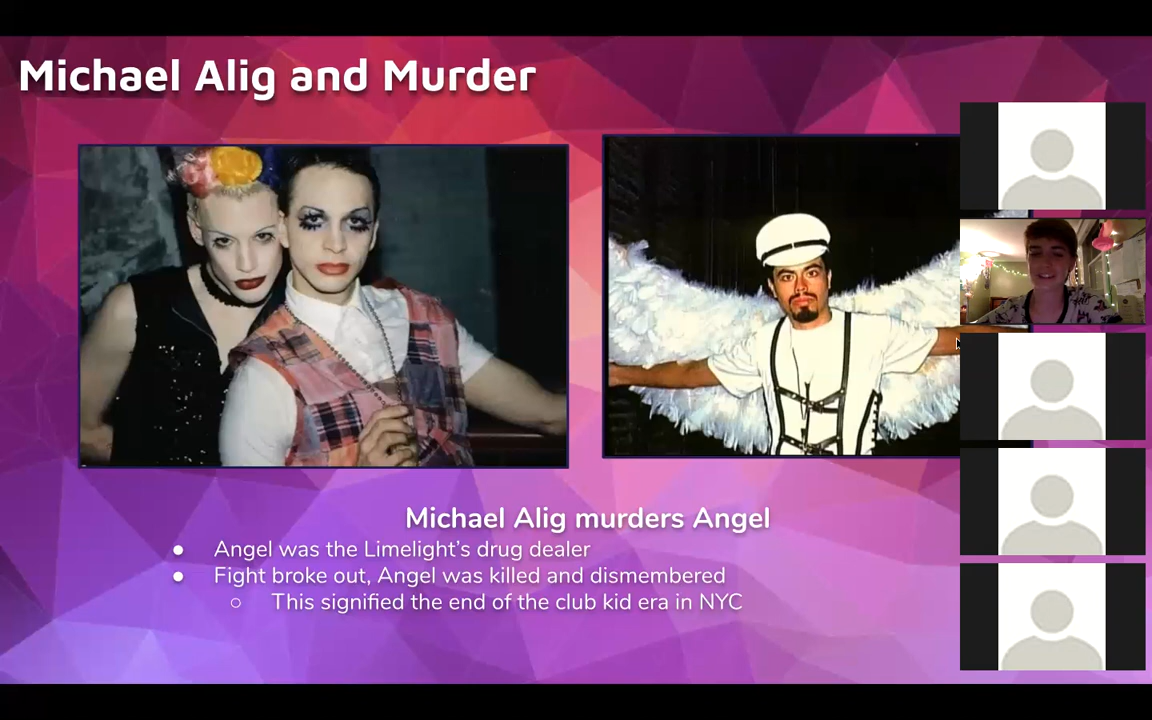 Michael Alig and Murder
Michael Alig murders Angel
● Angel was the Limelight's drug dealer
● Fight broke out, Angel was killed and dismembered
○ This signified the end of the club kid era in NYC